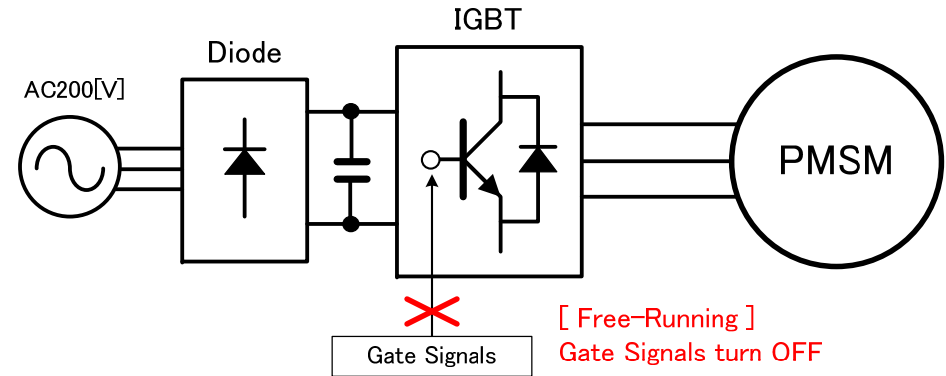 IGBT
Diode
AC200[V]
PMSM
[ Free-Running ]
Gate Signals
Gate Signals turn OFF